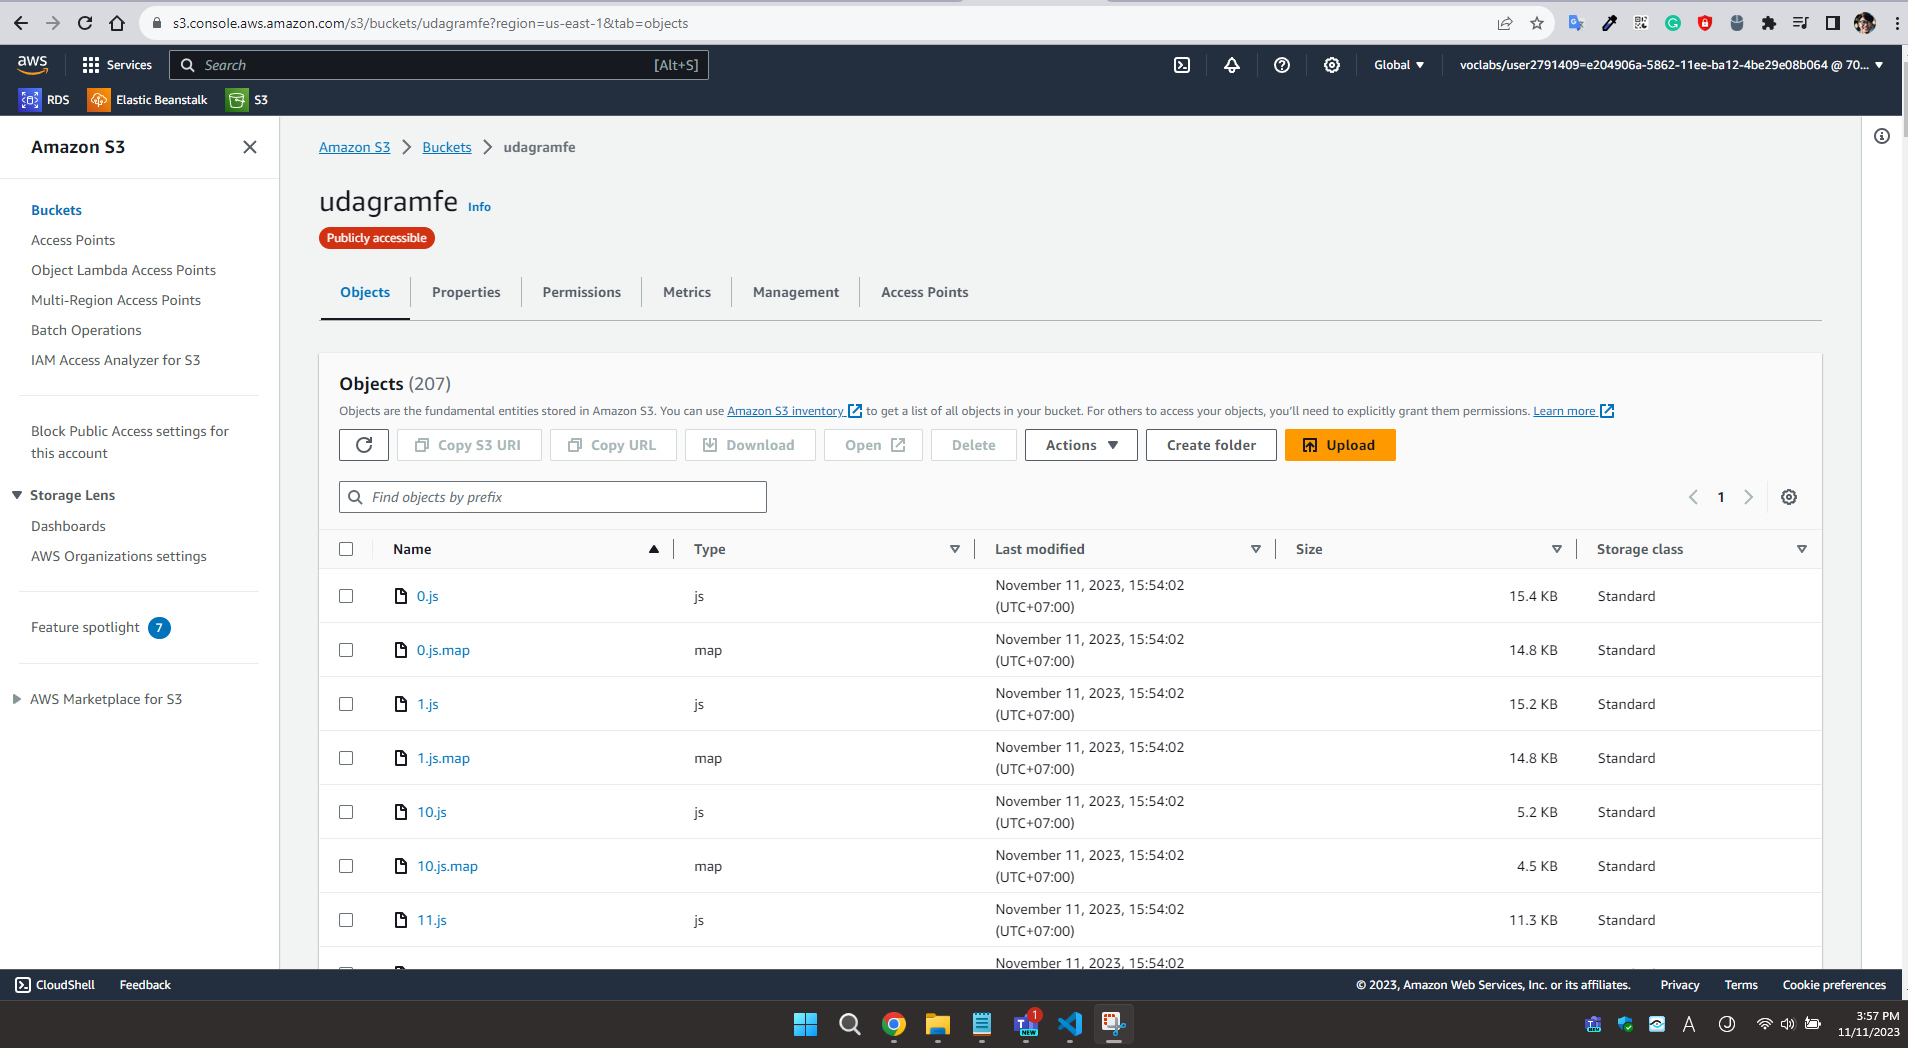 s3.console.aws.amazon.com/s3/buckets/udagramfe?region=us-east-1&tab=objects
aws
Services
Search
[Alt+S]
Global
voclabs/user2791409=e204906a-5862-11ee-ba12-4be29e08b064 @ 70...
RDS
Elastic Beanstalk
S3
Amazon S3
Buckets
Access Points
Object Lambda Access Points
Multi-Region Access Points
Batch Operations
IAM Access Analyzer for S3
Block Public Access settings for
this account
Storage Lens
Dashboards
AWS Organizations settings
Feature spotlight 7
AWS Marketplace for S3
Amazon S3 Buckets udagramfe
udagramfe Info
Publicly accessible
Objects Properties Permissions Metrics Management Access Points
Objects (207)
Objects are the fundamental entities stored in Amazon S3. You can use Amazon S3 inventory to get a list of all objects in your bucket. For others to access your objects, you'll need to explicitly grant them permissions. Learn more
Copy S3 URI Copy URL Download Open Delete Actions Create folder Upload
Find objects by prefix
1
Name Type Last modified Size Storage class
0.js js November 11, 2023, 15:54:02 15.4 KB Standard
(UTC+07:00)
0.js.map map November 11, 2023, 15:54:02 14.8 KB Standard
(UTC+07:00)
1.js js November 11, 2023, 15:54:02 15.2 KB Standard
(UTC+07:00)
1.js.map map November 11, 2023, 15:54:02 14.8 KB Standard
(UTC+07:00)
10.js js November 11, 2023, 15:54:02 5.2 KB Standard
(UTC+07:00)
10.js.map map November 11, 2023, 15:54:02 4.5 KB Standard
(UTC+07:00)
11.js js November 11, 2023, 15:54:02 11.3 KB Standard
(UTC+07:00)
November 11, 2023, 15:54:02
CloudShell
Feedback
© 2023, Amazon Web Services, Inc. or its affiliates.
Privacy
Terms
Cookie preferences
1
NEW
3:57 PM
11/11/2023